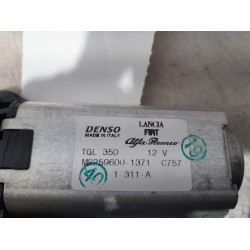 DENSO
MADE IN ITALY
LANCIA
FIAT
Alfa Romeo
TGL 350 12 V
MS259600-1371 C757
1 311-A